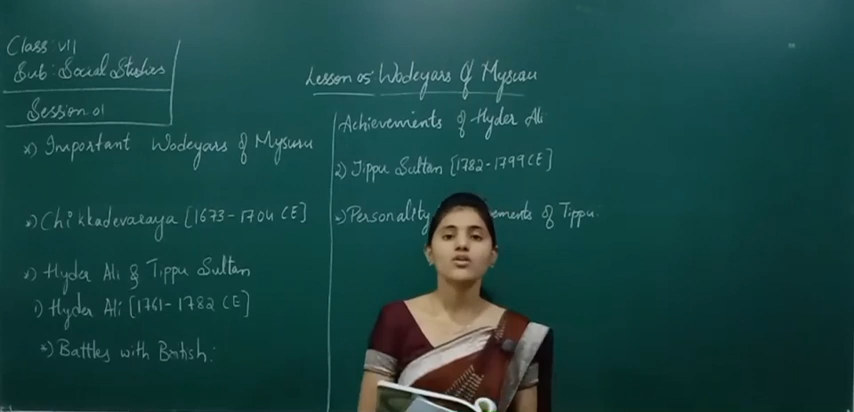 Class: VII
Sub: Social Studies
Session 01
Lesson 05 Wodeyars Of Mysuru
*) Important Wodeyars of Mysuru
*) Chikkadevaraya [1673-1704 CE]
*) Hyder Ali & Tippu Sultan
1) Hyder Ali [1761-1782 CE]
*) Battles with British:
Achievements of Hyder Ali
2) Tippu Sultan [1782-1799 CE]
*) Personality ements of Tippu.